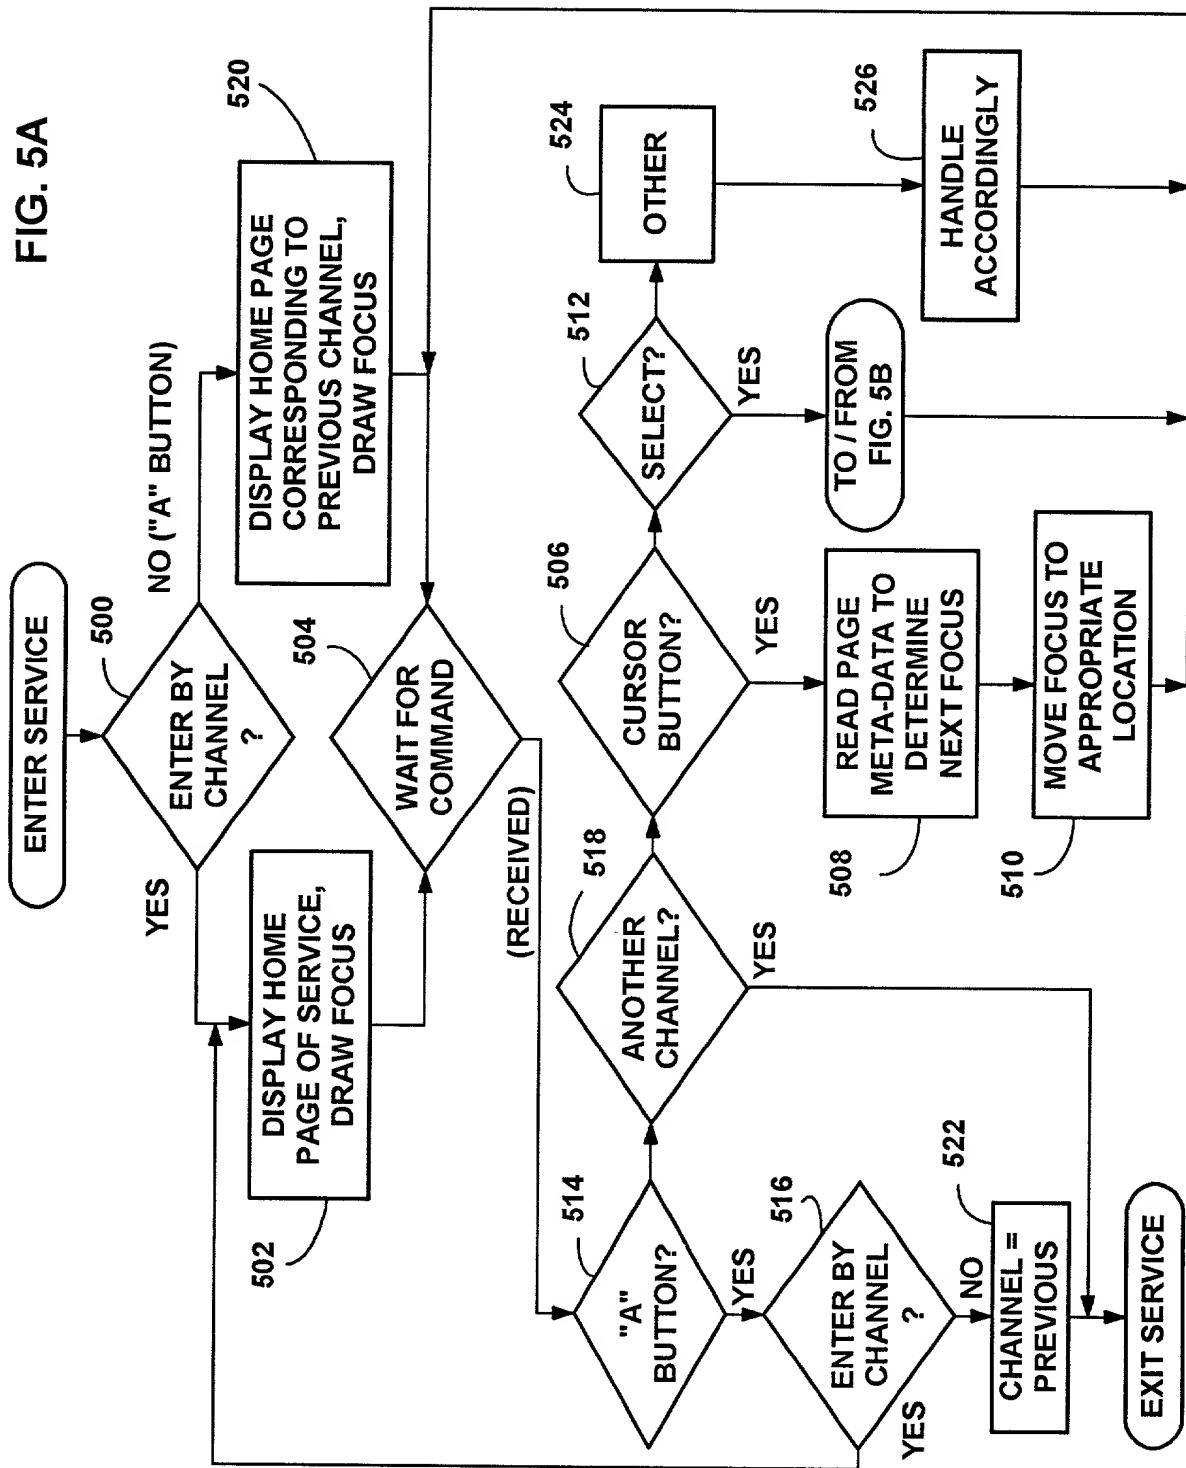 FIG. 5A
ENTER SERVICE
500
ENTER BY
CHANNEL
?
YES
NO ("A" BUTTON)
DISPLAY HOME
PAGE OF SERVICE,
DRAW FOCUS
502
520
DISPLAY HOME PAGE
CORRESPONDING TO
PREVIOUS CHANNEL,
DRAW FOCUS
504
WAIT FOR
COMMAND
(RECEIVED)
514
"A"
BUTTON?
YES
518
ANOTHER
CHANNEL?
YES
506
CURSOR
BUTTON?
YES
512
SELECT?
YES
524
OTHER
516
ENTER BY
CHANNEL
?
YES
NO
522
CHANNEL =
PREVIOUS
EXIT SERVICE
READ PAGE
META-DATA TO
DETERMINE
NEXT FOCUS
508
MOVE FOCUS TO
APPROPRIATE
LOCATION
510
TO / FROM
FIG. 5B
526
HANDLE
ACCORDINGLY